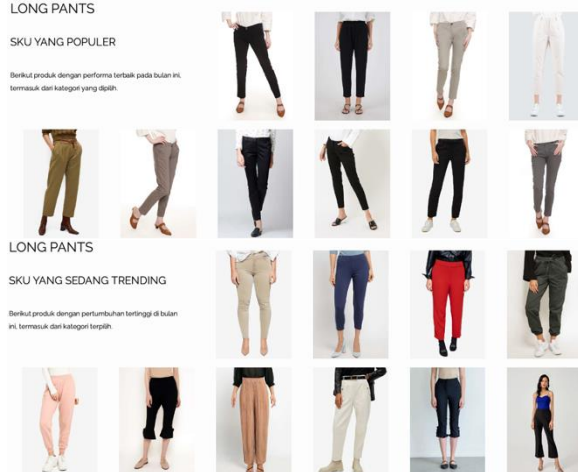 LONG PANTS
SKU YANG POPULER
Berikut produk dengan performa terbaik pada bulan ini,
termasuk dari kategori yang dipilih.
LONG PANTS
SKU YANG SEDANG TRENDING
Berikut produk dengan pertumbuhan tertinggi di bulan
ini, termasuk dari kategori terpilih.